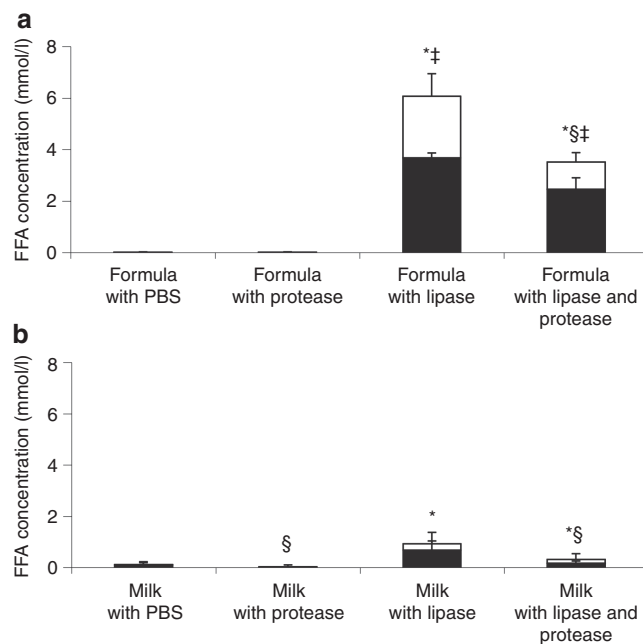 a
FFA concentration (mmol/l)
8
6
4
2
0
*‡
*§‡
Formula
with PBS
Formula
with protease
Formula
with lipase
Formula
with lipase and
protease
b
FFA concentration (mmol/l)
8
6
4
2
0
§
*
*§
Milk
with PBS
Milk
with protease
Milk
with lipase
Milk
with lipase and
protease